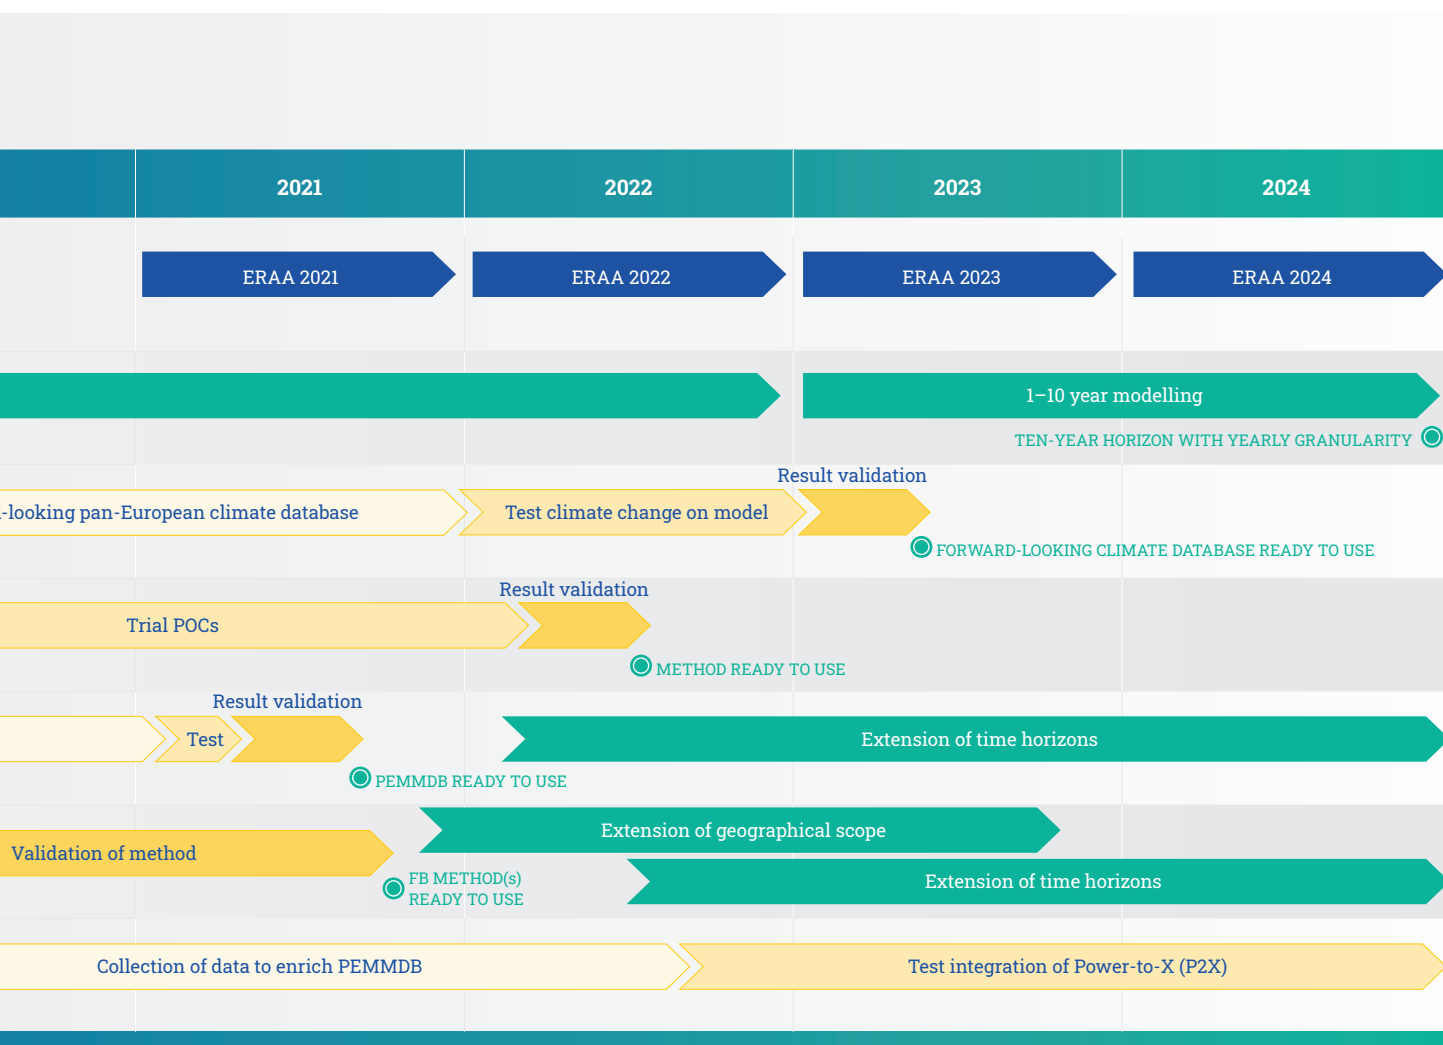 2021
2022
2023
2024
ERAA 2021
ERAA 2022
ERAA 2023
ERAA 2024
1–10 year modelling
TEN-YEAR HORIZON WITH YEARLY GRANULARITY
Result validation
-looking pan-European climate database
Test climate change on model
FORWARD-LOOKING CLIMATE DATABASE READY TO USE
Result validation
Trial POCs
METHOD READY TO USE
Result validation
Test
Extension of time horizons
PEMMDB READY TO USE
Extension of geographical scope
Validation of method
FB METHOD(s)
READY TO USE
Extension of time horizons
Collection of data to enrich PEMMDB
Test integration of Power-to-X (P2X)